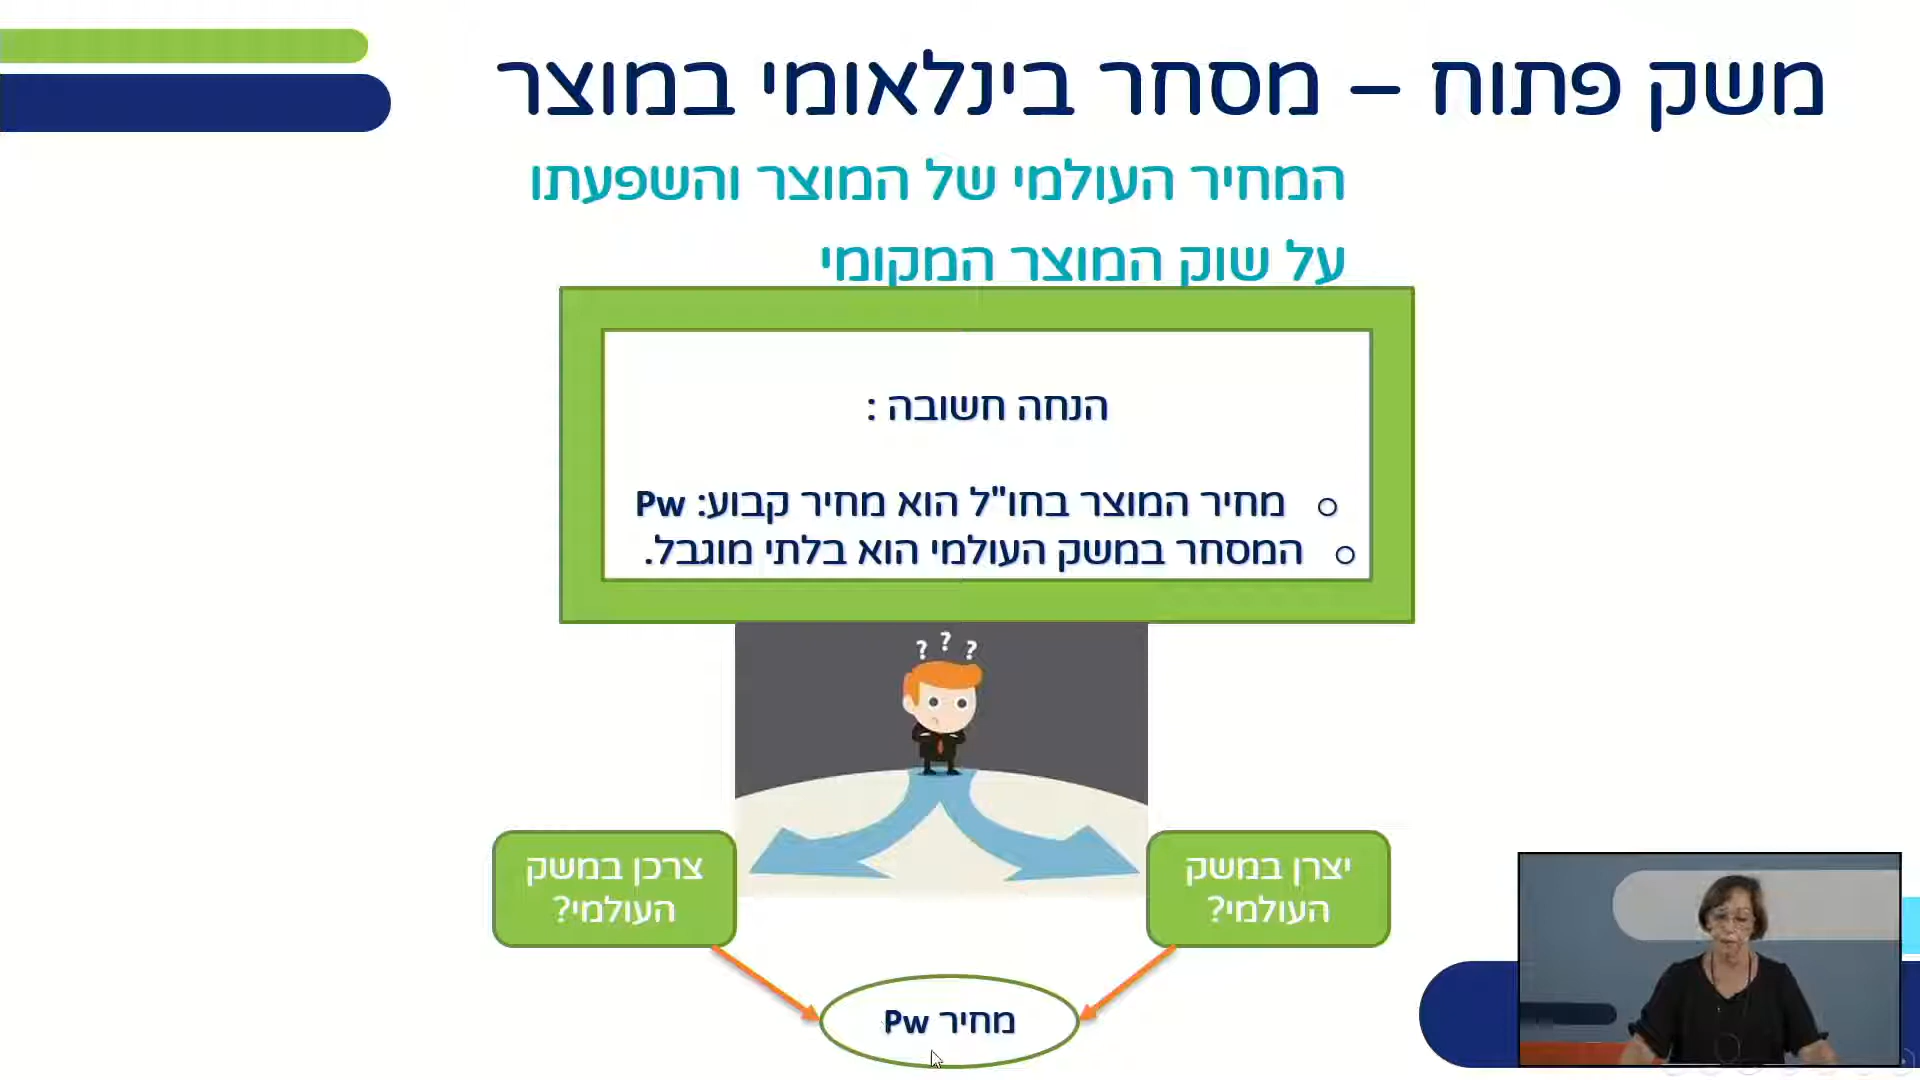 משק פתוח – מסחר בינלאומי במוצר
המחיר העולמי של המוצר והשפעתו
על שוק המוצר המקומי
הנחה חשובה :
o מחיר המוצר בחו"ל הוא מחיר קבוע: Pw
o המסחר במשק העולמי הוא בלתי מוגבל.
? ? ?
יצרן במשק
העולמי?
צרכן במשק
העולמי?
מחיר Pw